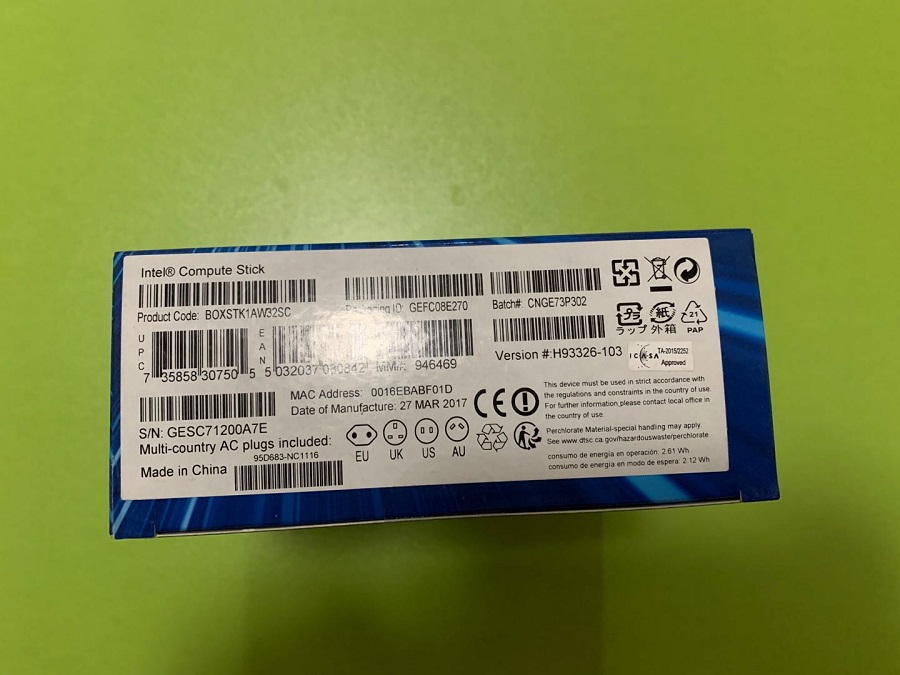 Intel® Compute Stick
Product Code: BOXSTK1AW32SC
Packaging ID: GEFC08E270
Batch#: CNGE73P302
UPC
7 35858 30750 5
EAN
5 032037 080842
MM#: 946469
Version #:H93326-103
ラップ 外箱
21
PAP
ICASA
TA-2015/2252
Approved
MAC Address: 0016EBABF01D
Date of Manufacture: 27 MAR 2017
CE
S/N: GESC71200A7E
Multi-country AC plugs included:
EU UK US AU
Made in China
95D683-NC1116
This device must be used in strict accordance with
the regulations and constraints in the country of use.
For further information,please contact local office in
the country of use.
Perchlorate Material-special handling may apply.
See www.dtsc.ca.gov/hazardouswaste/perchlorate
consumo de energía en operación: 2.61 Wh
consumo de energía en modo de espera: 2.12 Wh